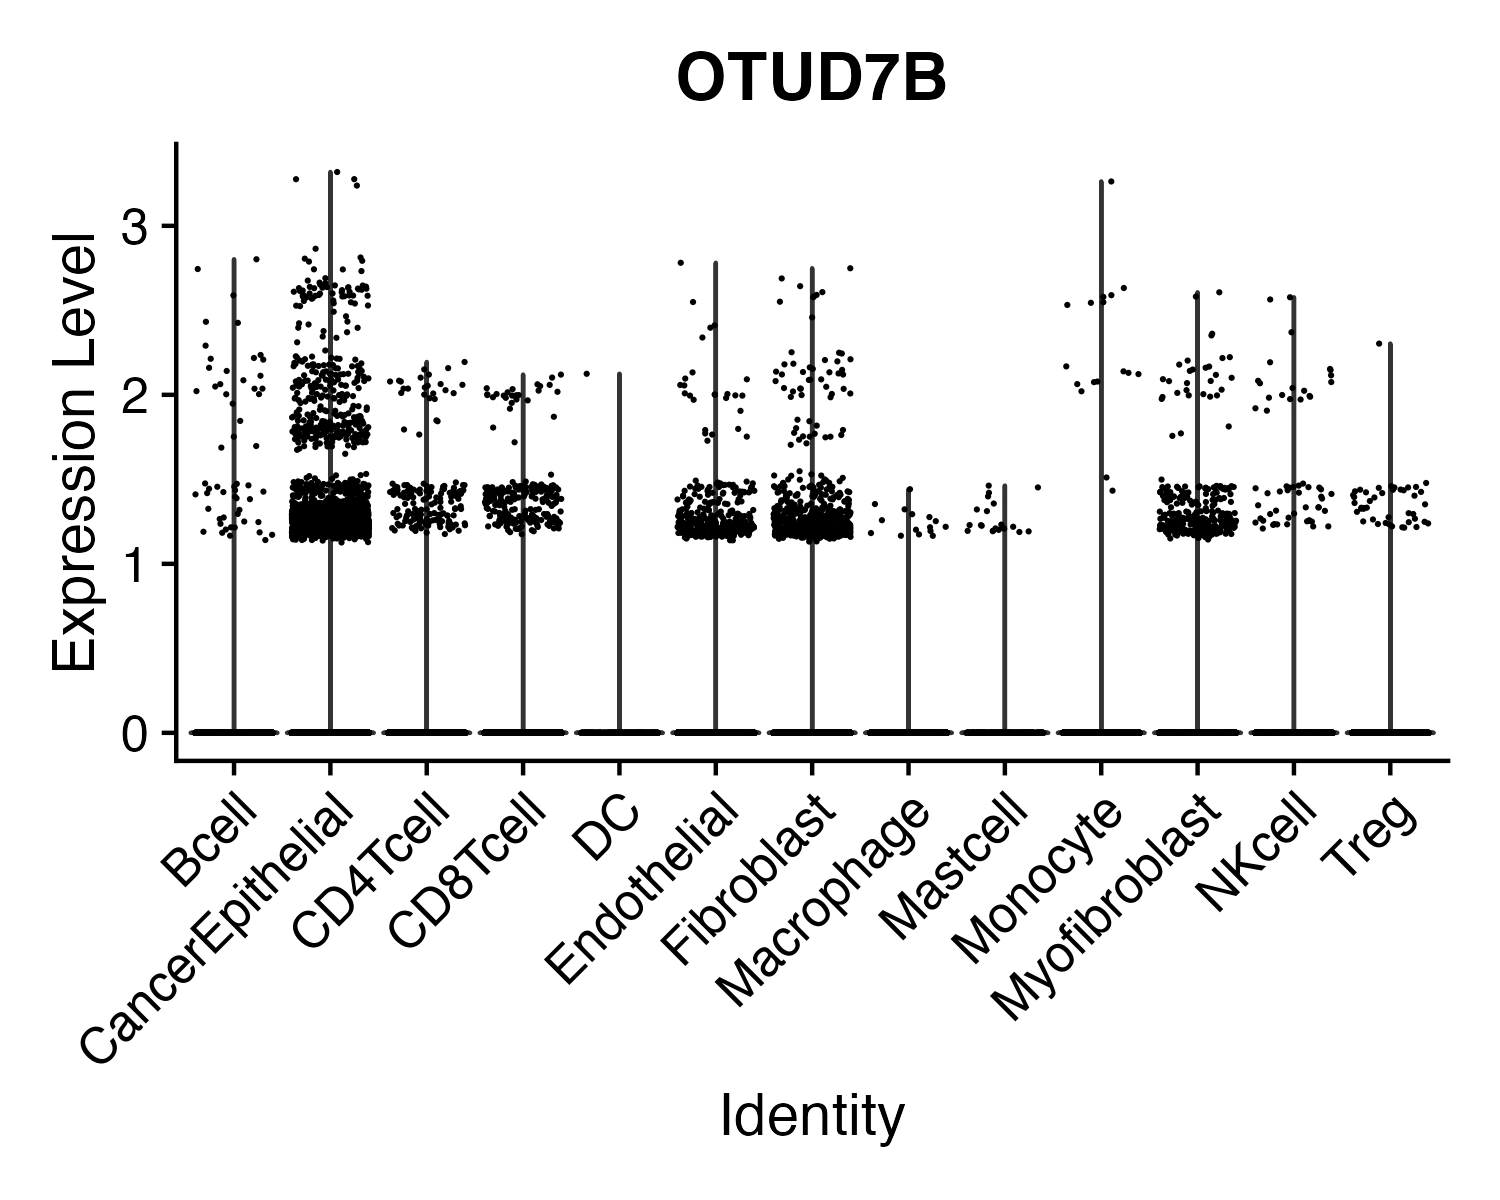 OTUD7B
Expression Level
3
2
1
0
Bcell
CancerEpithelial
CD4Tcell
CD8Tcell
DC
Endothelial
Fibroblast
Macrophage
Mastcell
Monocyte
Myofibroblast
NKcell
Treg
Identity